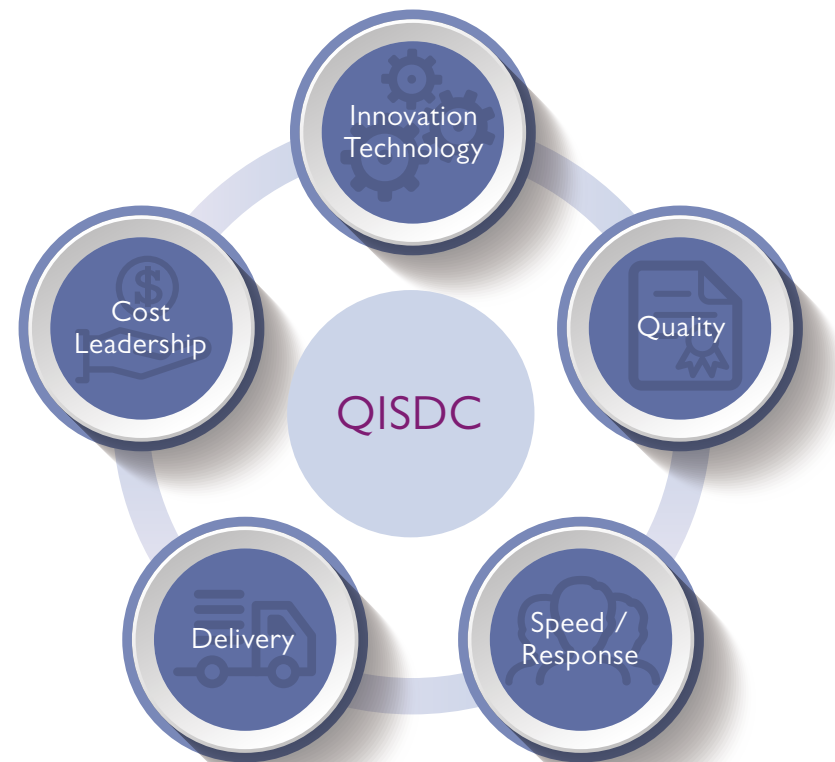 Innovation
Technology
Quality
Speed /
Response
Delivery
Cost
Leadership
QISDC
$